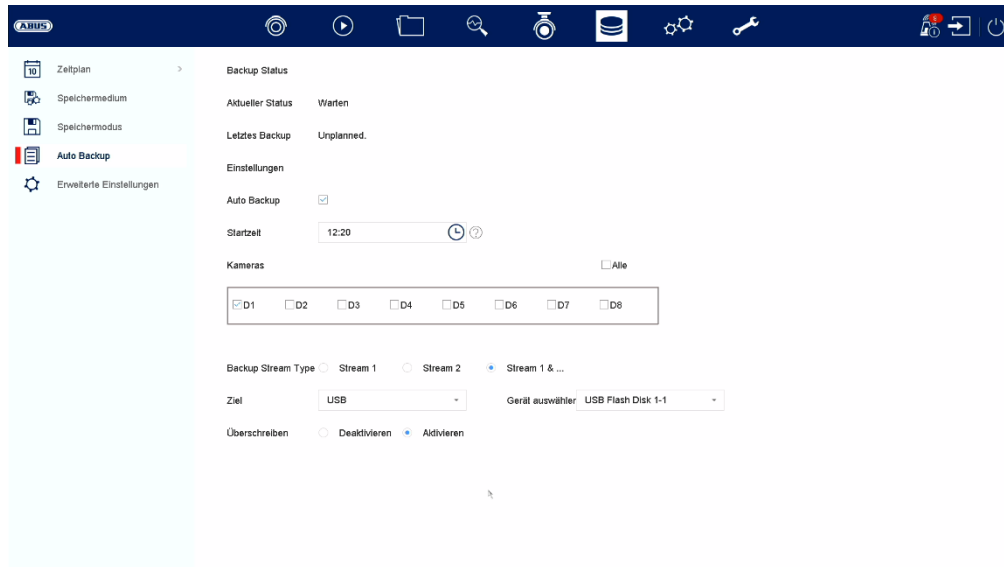 ABUS
8
10 Zeitplan >
Speichermedium
Speichermodus
Auto Backup
Erweiterte Einstellungen
Backup Status
Aktueller Status Warten
Letztes Backup Unplanned.
Einstellungen
Auto Backup
Startzeit 12:20 ?
Kameras Alle
D1 D2 D3 D4 D5 D6 D7 D8
Backup Stream Type Stream 1 Stream 2 Stream 1 & ...
Ziel USB Gerät auswähler USB Flash Disk 1-1
Überschreiben Deaktivieren Aktivieren